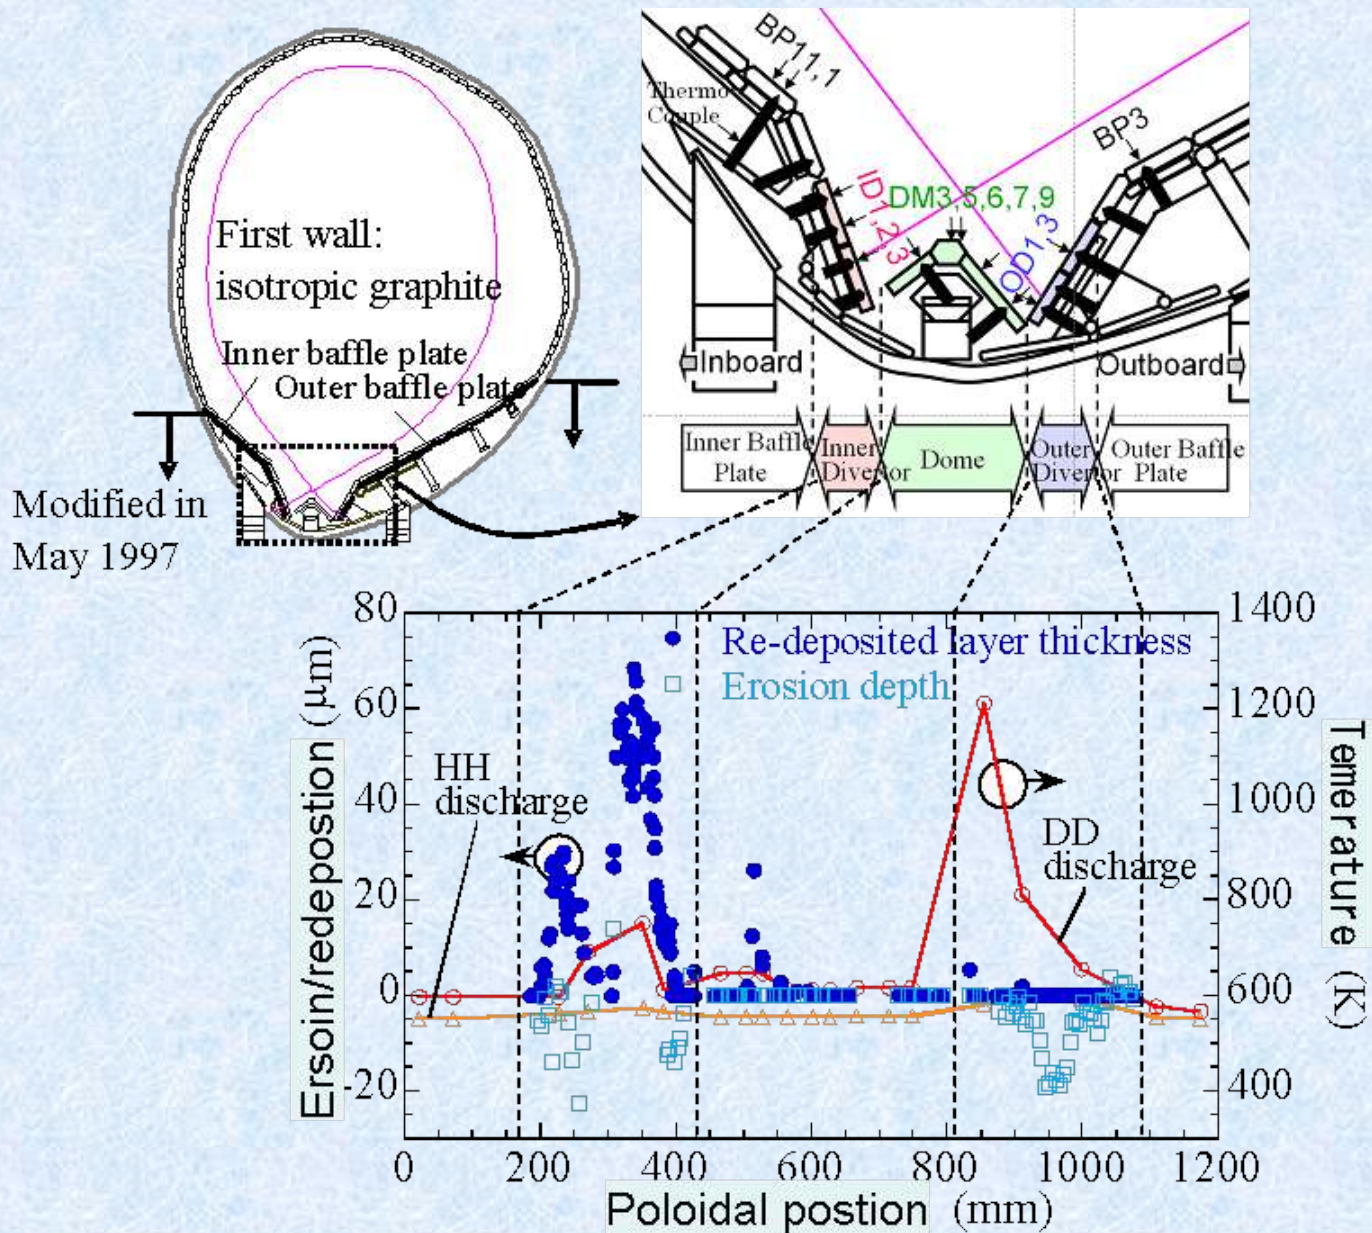 First wall:
isotropic graphite
Inner baffle plate
Outer baffle plate
Modified in
May 1997
BP11,1
Thermo
Couple
ID1,2,3
DM3,5,6,7,9
OD1,3
BP3
Inboard
Outboard
Inner Baffle
Plate
Inner
Divertor
Dome
Outer
Divertor
Outer Baffle
Plate
80
60
40
20
0
-20
Ersoin/redepostion (μm)
Re-deposited layer thickness
Erosion depth
HH
discharge
DD
discharge
1400
1200
1000
800
600
400
Temerature (K)
0 200 400 600 800 1000 1200
Poloidal postion (mm)